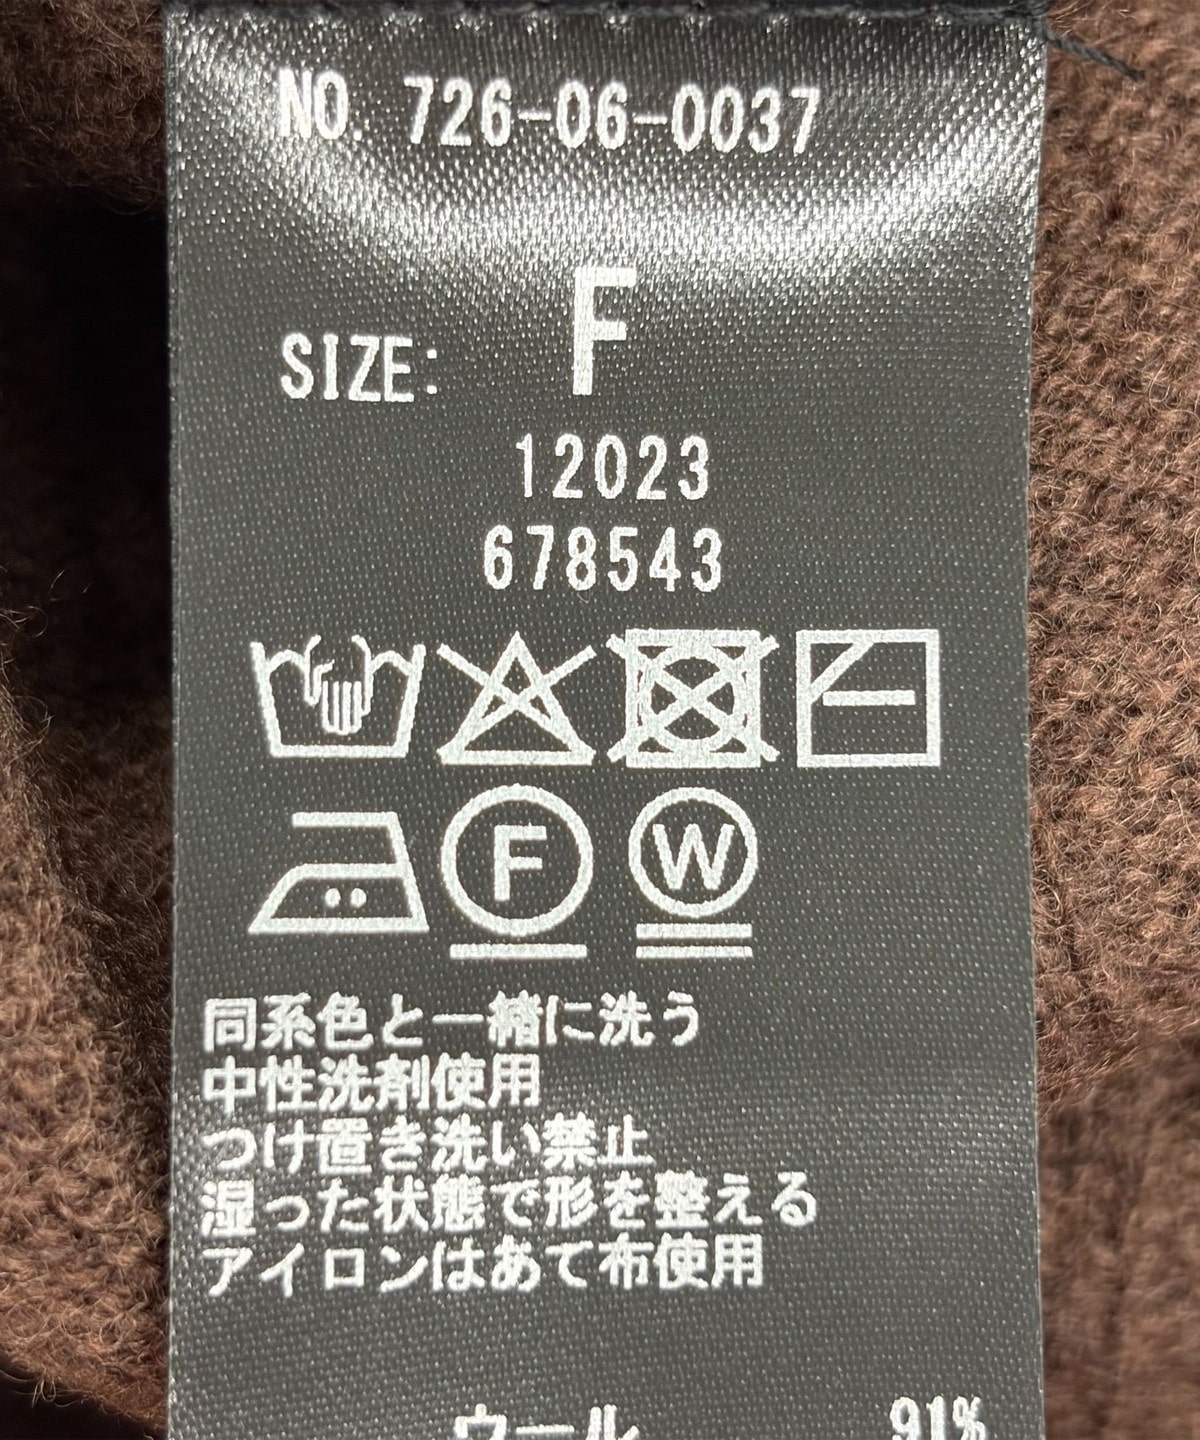 NO. 726-06-0037
SIZE: F
12023
678543
F W
同系色と一緒に洗う
中性洗剤使用
つけ置き洗い禁止
湿った状態で形を整える
アイロンはあて布使用
ウール 91%